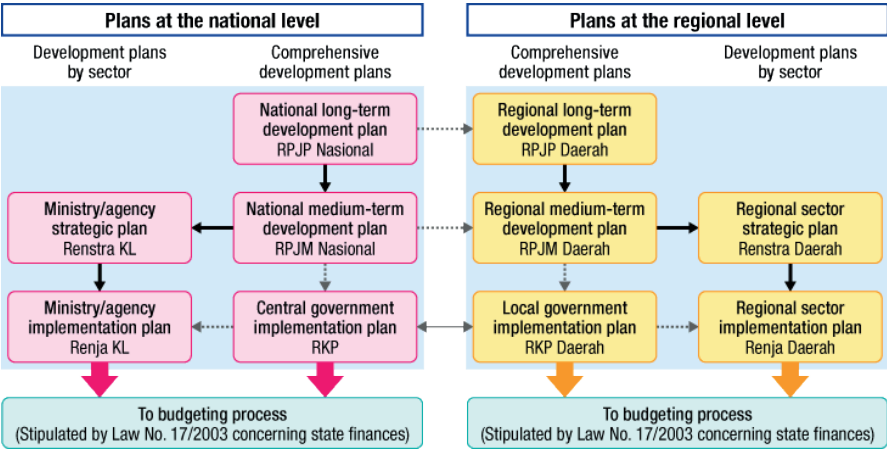 Plans at the national level
Plans at the regional level
Development plans
by sector
Comprehensive
development plans
Comprehensive
development plans
Development plans
by sector
National long-term
development plan
RPJP Nasional
Regional long-term
development plan
RPJP Daerah
Ministry/agency
strategic plan
Renstra KL
National medium-term
development plan
RPJM Nasional
Regional medium-term
development plan
RPJM Daerah
Regional sector
strategic plan
Renstra Daerah
Ministry/agency
implementation plan
Renja KL
Central government
implementation plan
RKP
Local government
implementation plan
RKP Daerah
Regional sector
implementation plan
Renja Daerah
To budgeting process
(Stipulated by Law No. 17/2003 concerning state finances)
To budgeting process
(Stipulated by Law No. 17/2003 concerning state finances)